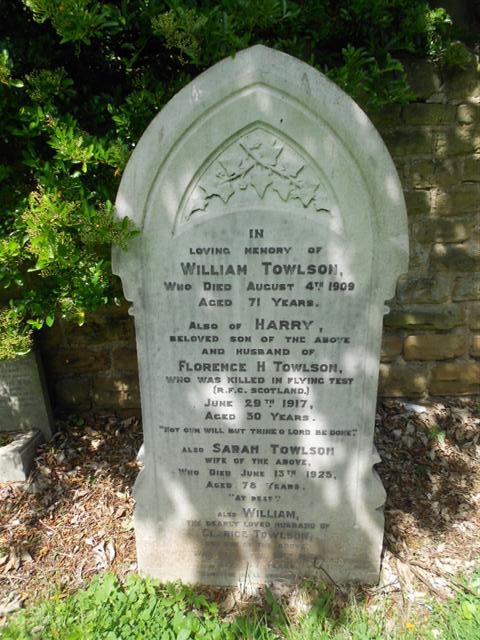 IN
LOVING MEMORY OF
WILLIAM TOWLSON,
WHO DIED AUGUST 4TH 1909
AGED 71 YEARS.
ALSO OF HARRY,
BELOVED SON OF THE ABOVE
AND HUSBAND OF
FLORENCE H TOWLSON,
WHO WAS KILLED IN FLYING TEST
(R.F.C. SCOTLAND.)
JUNE 29TH 1917,
AGED 30 YEARS.
"NOT OUR WILL BUT THINE O LORD BE DONE".
ALSO SARAH TOWLSON
WIFE OF THE ABOVE,
WHO DIED JUNE 13TH 1925,
AGED 78 YEARS.
"AT REST"
ALSO WILLIAM,
THE DEARLY LOVED HUSBAND OF
CLARICE TOWLSON,